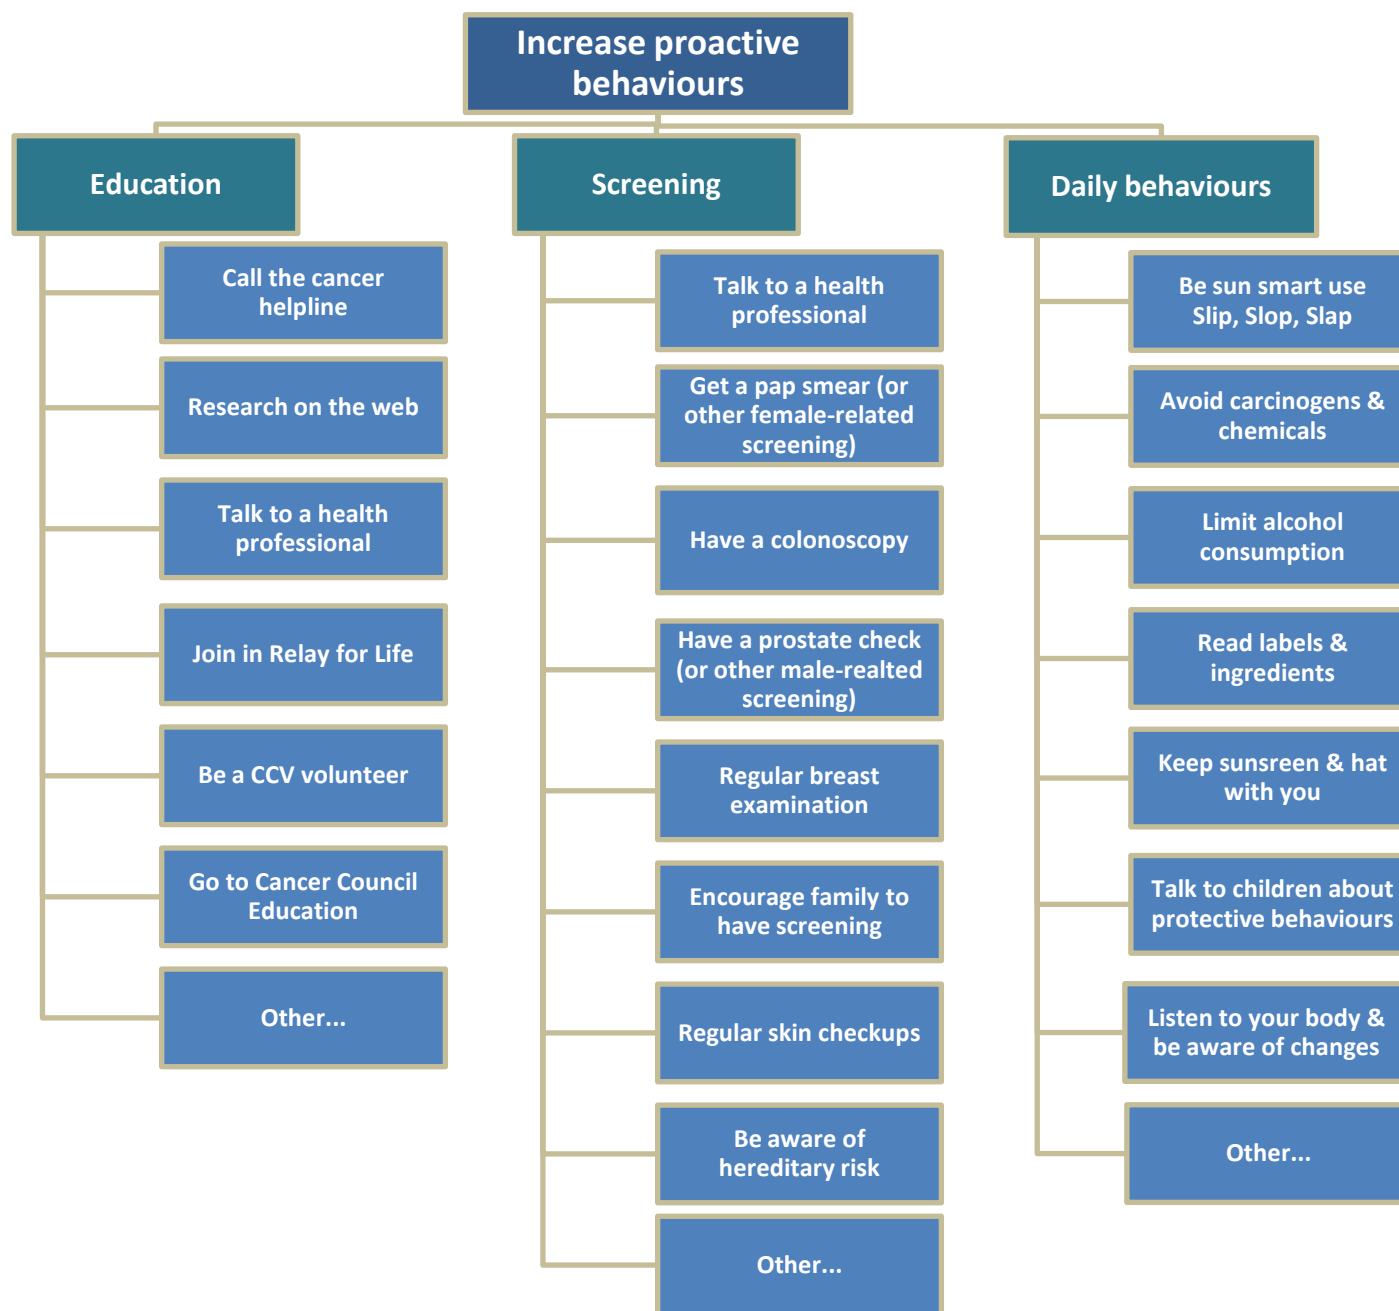 Increase proactive
behaviours
Education
Call the cancer
helpline
Research on the web
Talk to a health
professional
Join in Relay for Life
Be a CCV volunteer
Go to Cancer Council
Education
Other...
Screening
Talk to a health
professional
Get a pap smear (or
other female-related
screening)
Have a colonoscopy
Have a prostate check
(or other male-realted
screening)
Regular breast
examination
Encourage family to
have screening
Regular skin checkups
Be aware of
hereditary risk
Other...
Daily behaviours
Be sun smart use
Slip, Slop, Slap
Avoid carcinogens &
chemicals
Limit alcohol
consumption
Read labels &
ingredients
Keep sunsreen & hat
with you
Talk to children about
protective behaviours
Listen to your body &
be aware of changes
Other...